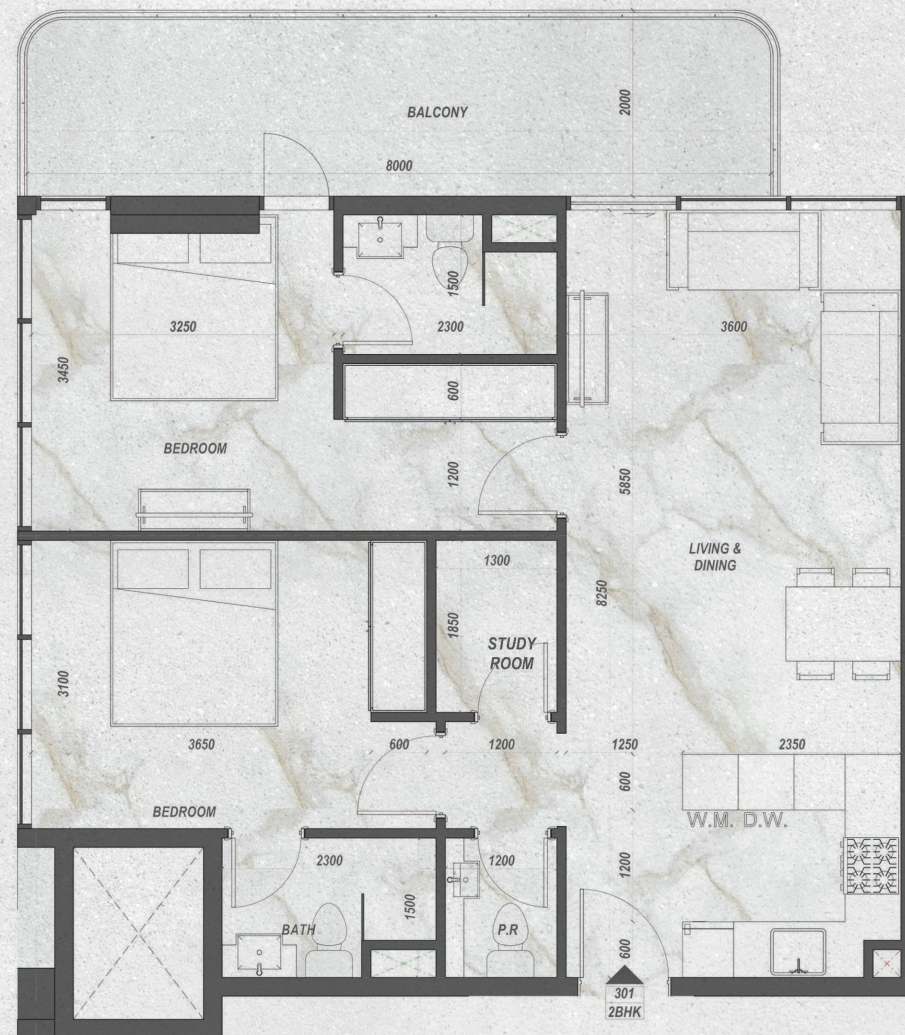 BALCONY
2000
8000
1500
3250
2300
3600
3450
600
BEDROOM
1200
5850
LIVING &
DINING
1300
1850
8250
STUDY
ROOM
3100
3650
600
1200
1250
2350
600
BEDROOM
W.M. D.W.
2300
1200
1200
1500
BATH
P.R
600
301
2BHK